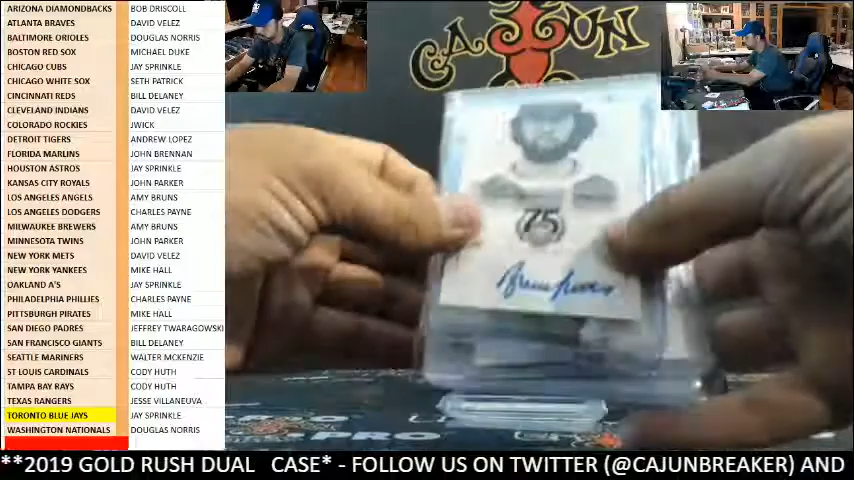 ARIZONA DIAMONDBACKS BOB DRISCOLL
ATLANTA BRAVES DAVID VELEZ
BALTIMORE ORIOLES DOUGLAS NORRIS
BOSTON RED SOX MICHAEL DUKE
CHICAGO CUBS JAY SPRINKLE
CHICAGO WHITE SOX SETH PATRICK
CINCINNATI REDS BILL DELANEY
CLEVELAND INDIANS DAVID VELEZ
COLORADO ROCKIES JWICK
DETROIT TIGERS ANDREW LOPEZ
FLORIDA MARLINS JOHN BRENNAN
HOUSTON ASTROS JAY SPRINKLE
KANSAS CITY ROYALS JOHN PARKER
LOS ANGELES ANGELS AMY BRUNS
LOS ANGELES DODGERS CHARLES PAYNE
MILWAUKEE BREWERS AMY BRUNS
MINNESOTA TWINS JOHN PARKER
NEW YORK METS DAVID VELEZ
NEW YORK YANKEES MIKE HALL
OAKLAND A'S JAY SPRINKLE
PHILADELPHIA PHILLIES CHARLES PAYNE
PITTSBURGH PIRATES MIKE HALL
SAN DIEGO PADRES JEFFREY TWARAGOWSKI
SAN FRANCISCO GIANTS BILL DELANEY
SEATTLE MARINERS WALTER MCKENZIE
ST LOUIS CARDINALS CODY HUTH
TAMPA BAY RAYS CODY HUTH
TEXAS RANGERS JESSE VILLANEUVA
TORONTO BLUE JAYS JAY SPRINKLE
WASHINGTON NATIONALS DOUGLAS NORRIS
CAJUN
75
PRO
**2019 GOLD RUSH DUAL CASE* - FOLLOW US ON TWITTER (@CAJUNBREAKER) AND